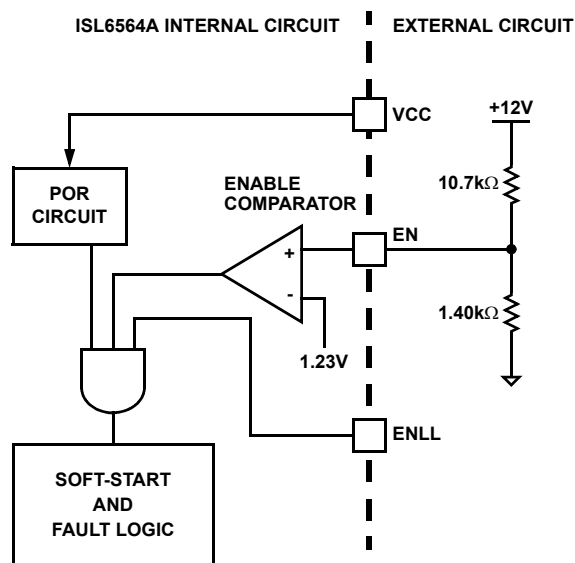 ISL6564A INTERNAL CIRCUIT
EXTERNAL CIRCUIT
VCC
+12V
POR
CIRCUIT
ENABLE
COMPARATOR
10.7kΩ
+
EN
-
1.40kΩ
1.23V
ENLL
SOFT-START
AND
FAULT LOGIC